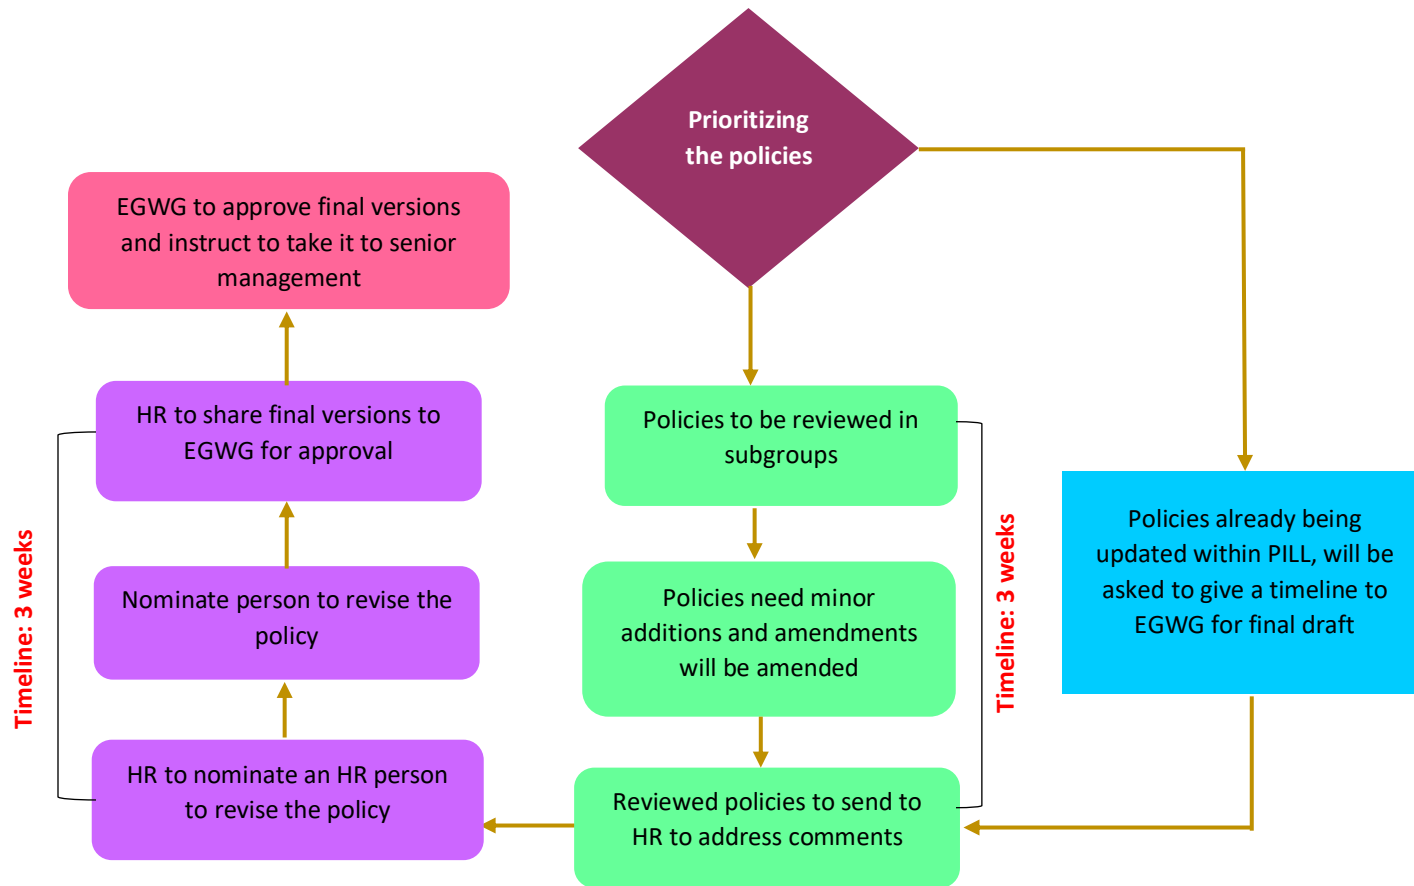 Prioritizing
the policies
EGWG to approve final versions
and instruct to take it to senior
management
HR to share final versions to
EGWG for approval
Policies to be reviewed in
subgroups
Policies already being
updated within PILL, will be
asked to give a timeline to
EGWG for final draft
Timeline: 3 weeks
Nominate person to revise the
policy
Policies need minor
additions and amendments
will be amended
Timeline: 3 weeks
HR to nominate an HR person
to revise the policy
Reviewed policies to send to
HR to address comments